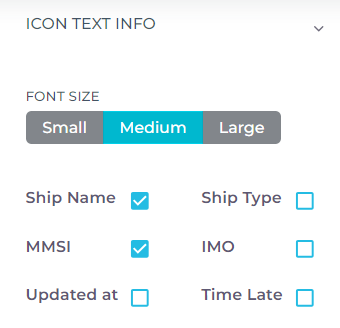 ICON TEXT INFO
FONT SIZE
Small Medium Large
Ship Name Ship Type
MMSI IMO
Updated at Time Late